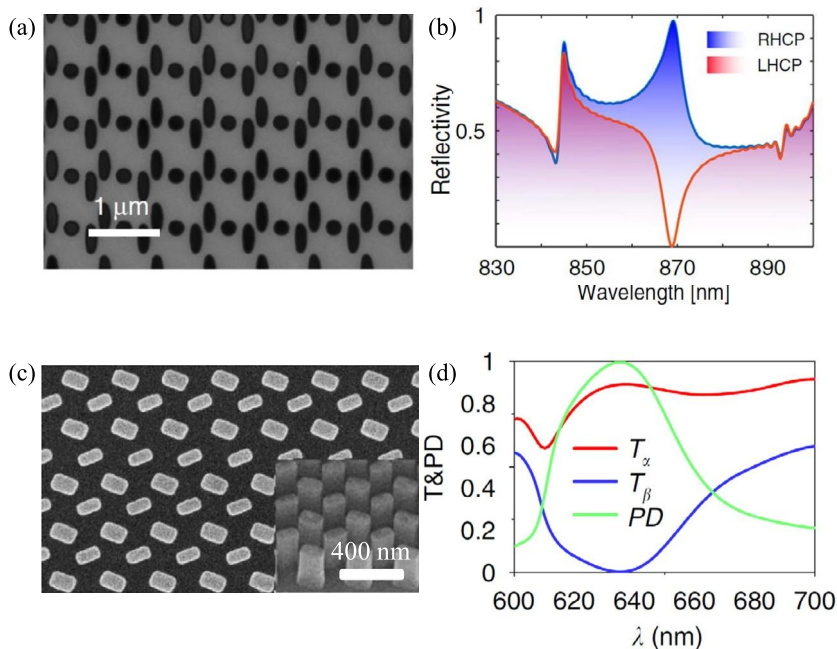 (a)
1 μm
(b)
1
0.5
Reflectivity
RHCP
LHCP
830
850
870
890
Wavelength [nm]
(c)
400 nm
(d)
1
0.8
0.6
0.4
0.2
0
T&PD
Tα
Tβ
PD
600
620
640
660
700
λ (nm)